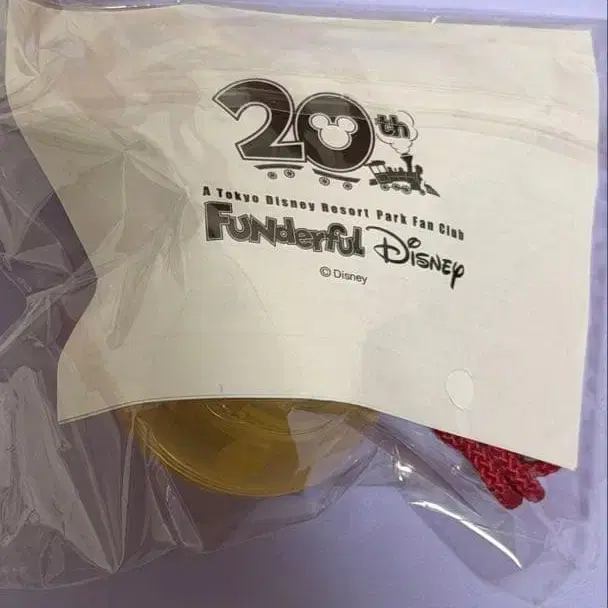 20th
A Tokyo Disney Resort Park Fan Club
FUNderful Disney
© Disney